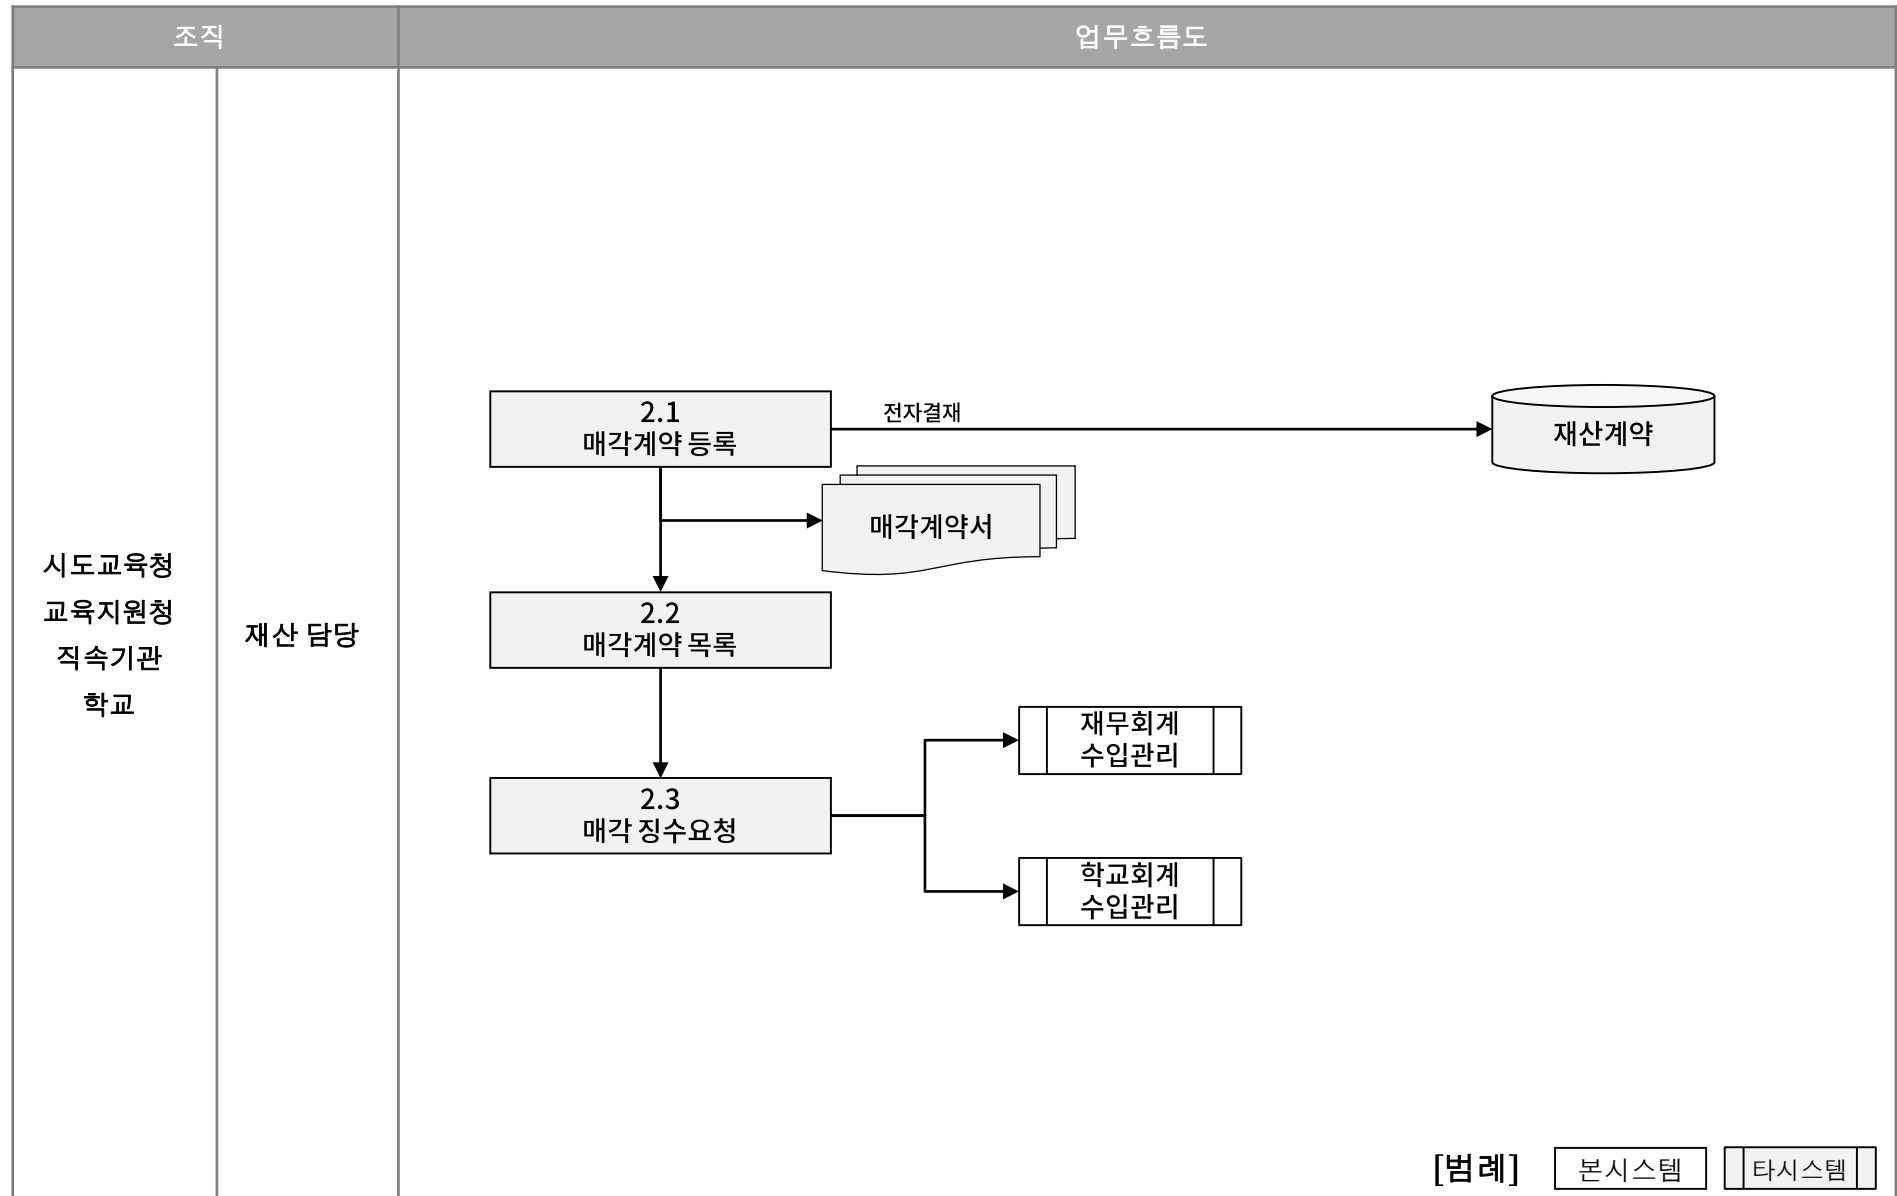 조직
업무흐름도
시도교육청
교육지원청
직속기관
학교
재산 담당
2.1
매각계약 등록
전자결재
재산계약
매각계약서
2.2
매각계약 목록
2.3
매각 징수요청
재무회계
수입관리
학교회계
수입관리
[범례]
본시스템
타시스템